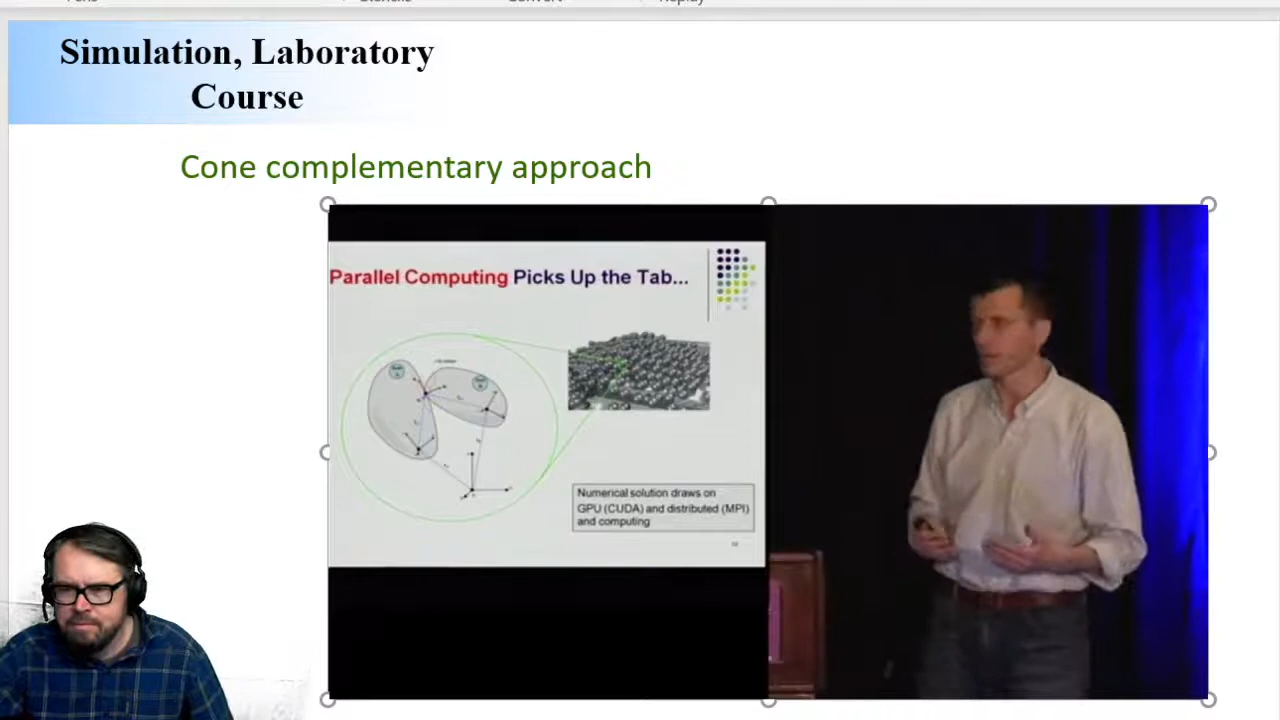 Simulation, Laboratory
Course
Cone complementary approach
Parallel Computing Picks Up the Tab...
Numerical solution draws on
GPU (CUDA) and distributed (MPI)
and computing